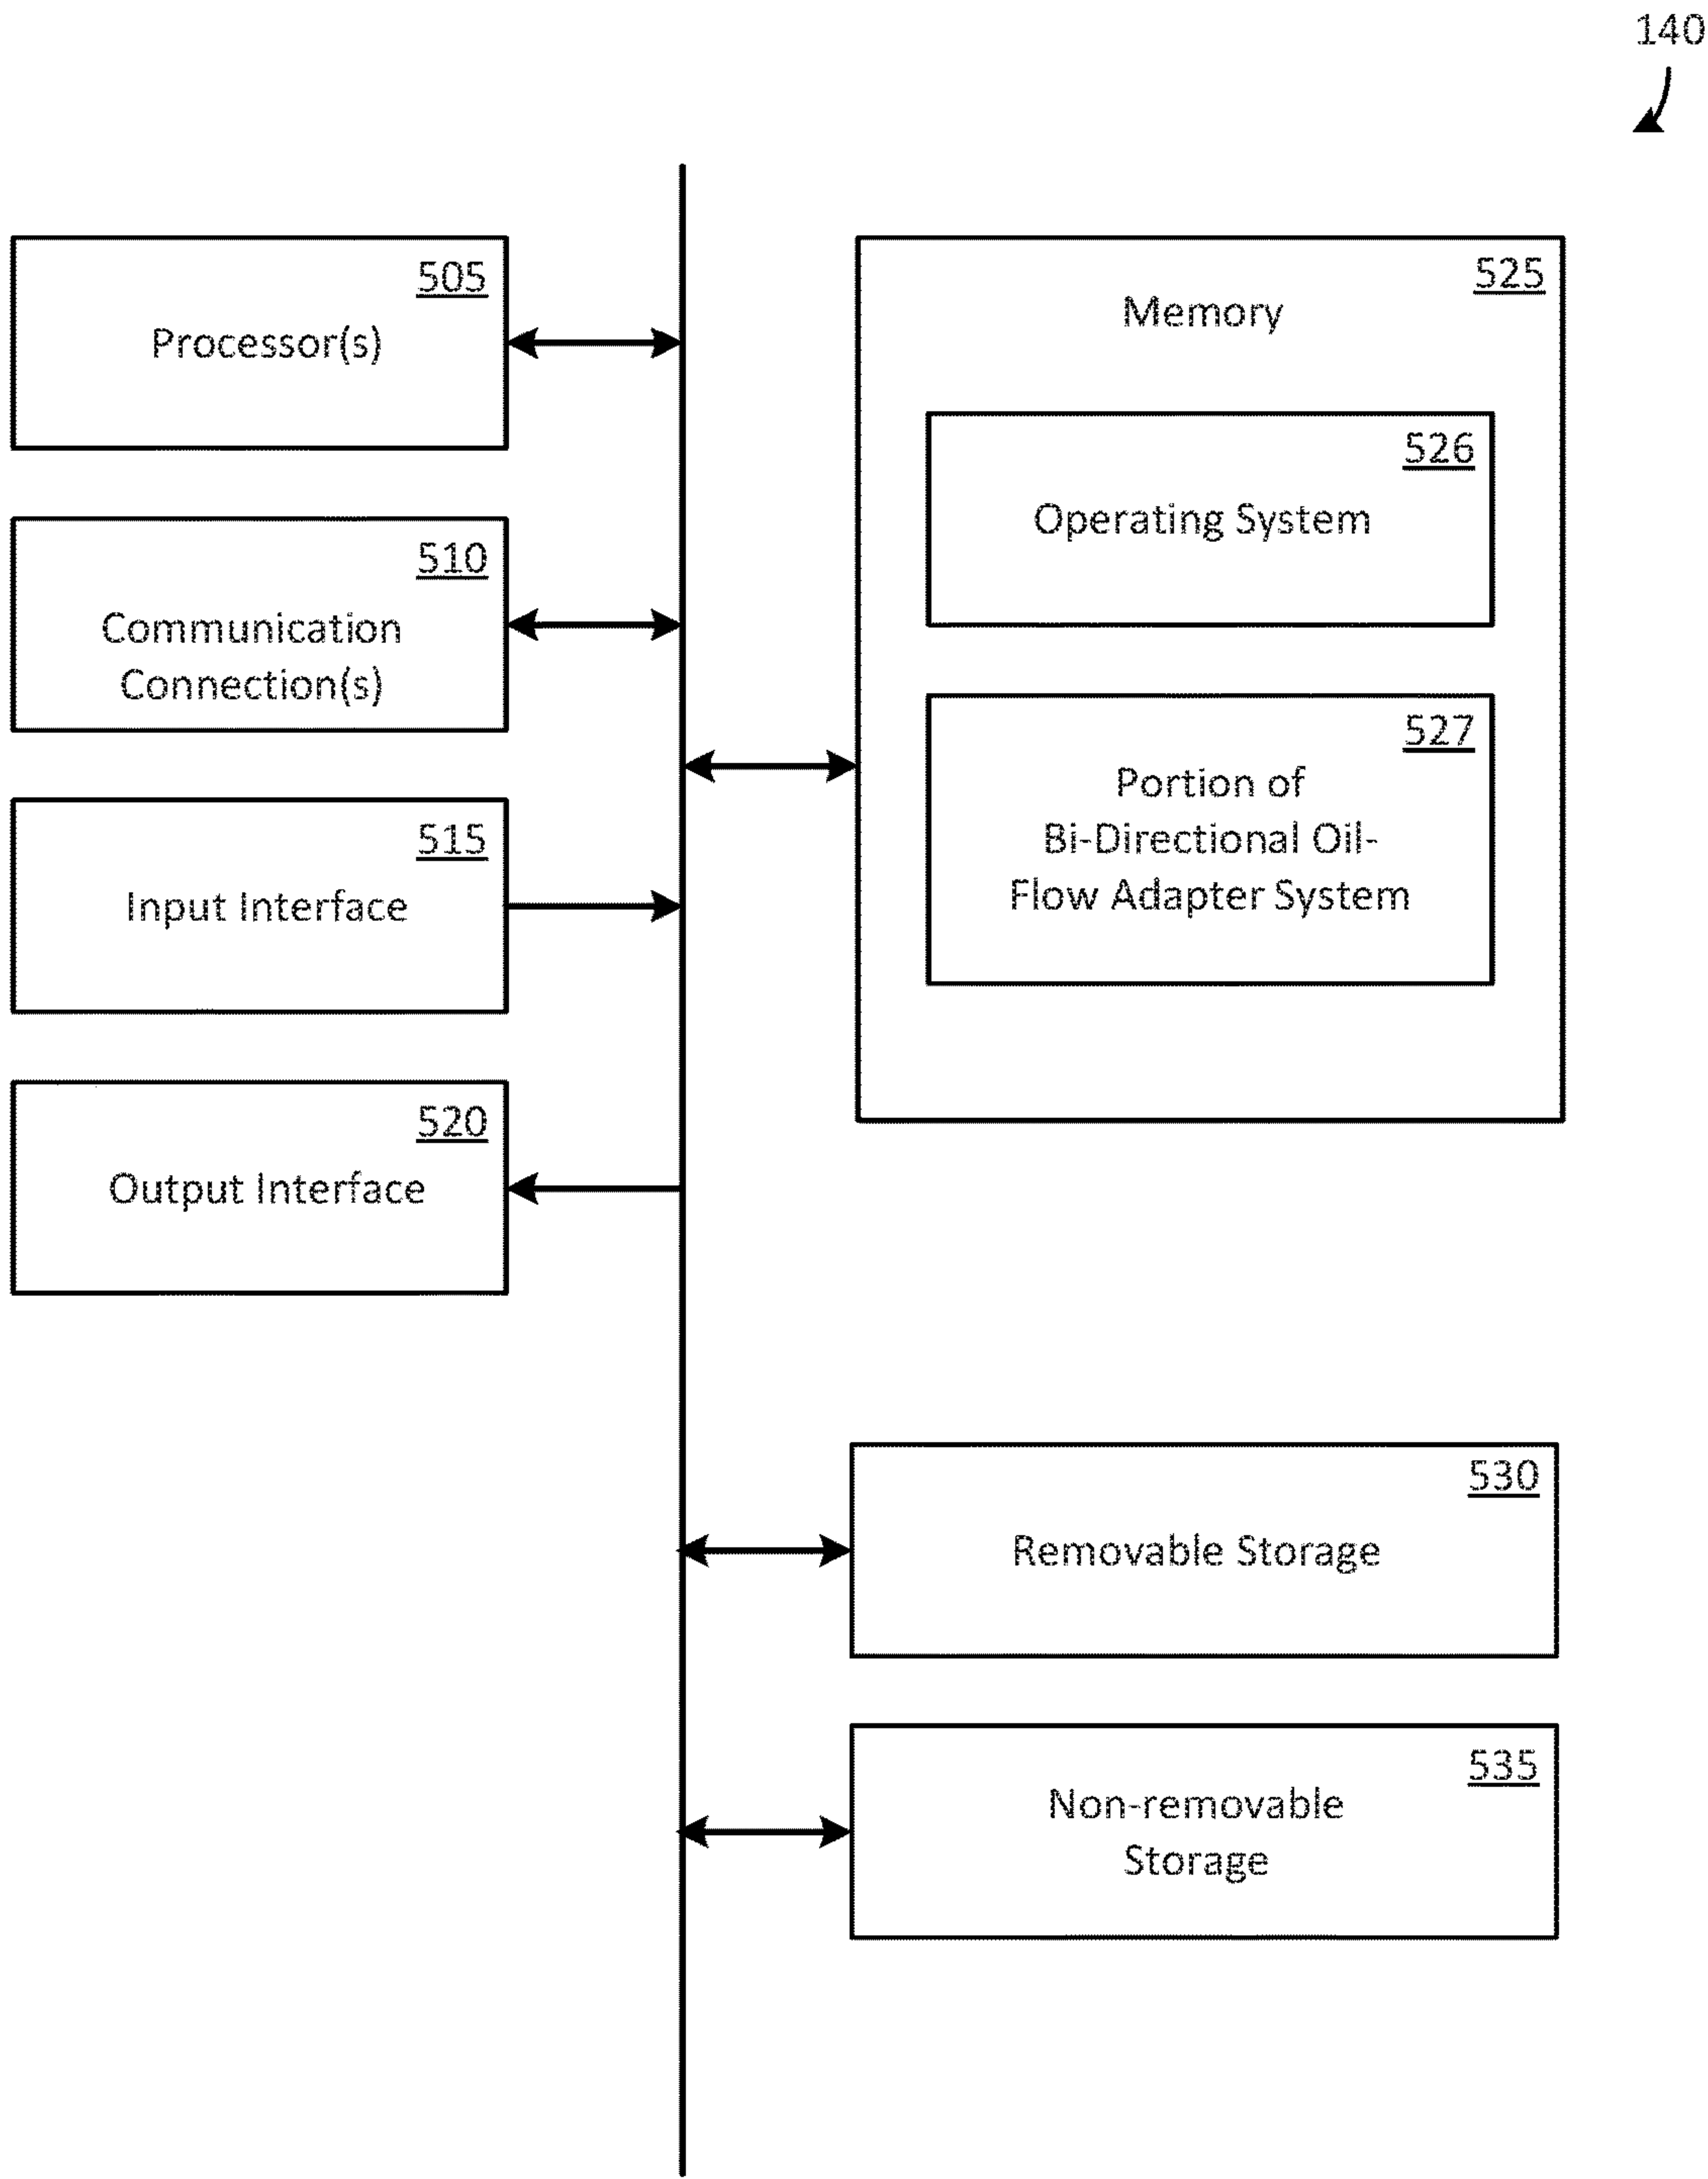 140
505
Processor(s)
510
Communication
Connection(s)
515
Input Interface
520
Output Interface
525
Memory
526
Operating System
527
Portion of
Bi-Directional Oil-
Flow Adapter System
530
Removable Storage
535
Non-removable
Storage